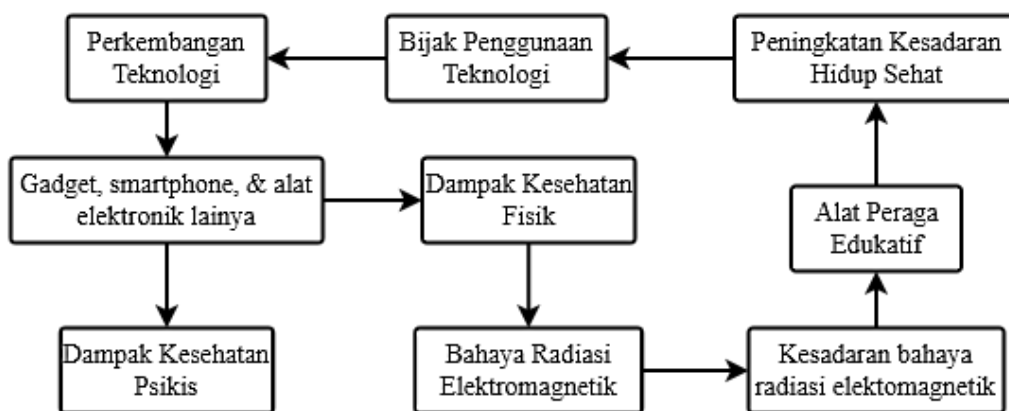 Perkembangan
Teknologi
Bijak Penggunaan
Teknologi
Peningkatan Kesadaran
Hidup Sehat
Gadget, smartphone, & alat
elektronik lainya
Dampak Kesehatan
Fisik
Alat Peraga
Edukatif
Dampak Kesehatan
Psikis
Bahaya Radiasi
Elektromagnetik
Kesadaran bahaya
radiasi elektomagnetik